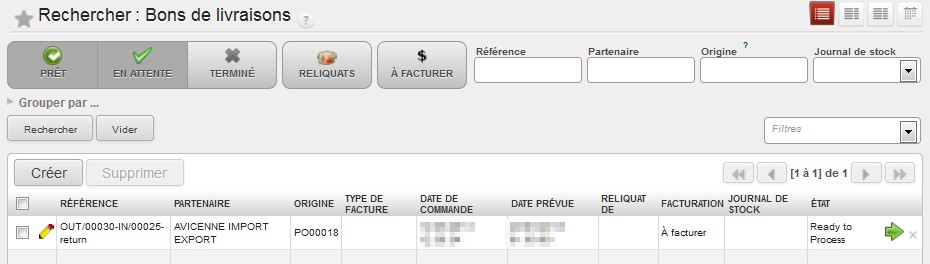 Rechercher : Bons de livraisons ?
Référence Partenaire Origine ? Journal de stock
PRÊT EN ATTENTE TERMINÉ RELIQUATS $ À FACTURER
Grouper par ...
Rechercher Vider Filtres
Créer Supprimer [1 à 1] de 1
RÉFÉRENCE PARTENAIRE ORIGINE TYPE DE FACTURE DATE DE COMMANDE DATE PRÉVUE RELIQUAT DE FACTURATION JOURNAL DE STOCK ÉTAT
OUT/00030-IN/00025-return AVICENNE IMPORT EXPORT PO00018 À facturer Ready to Process